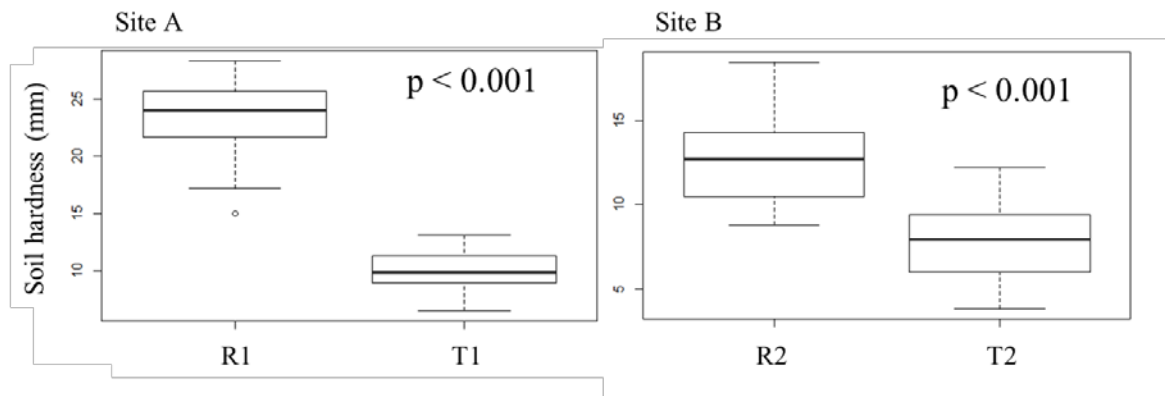 Site A
Site B
Soil hardness (mm)
25
20
15
10
p < 0.001
R1
T1
15
10
5
p < 0.001
R2
T2